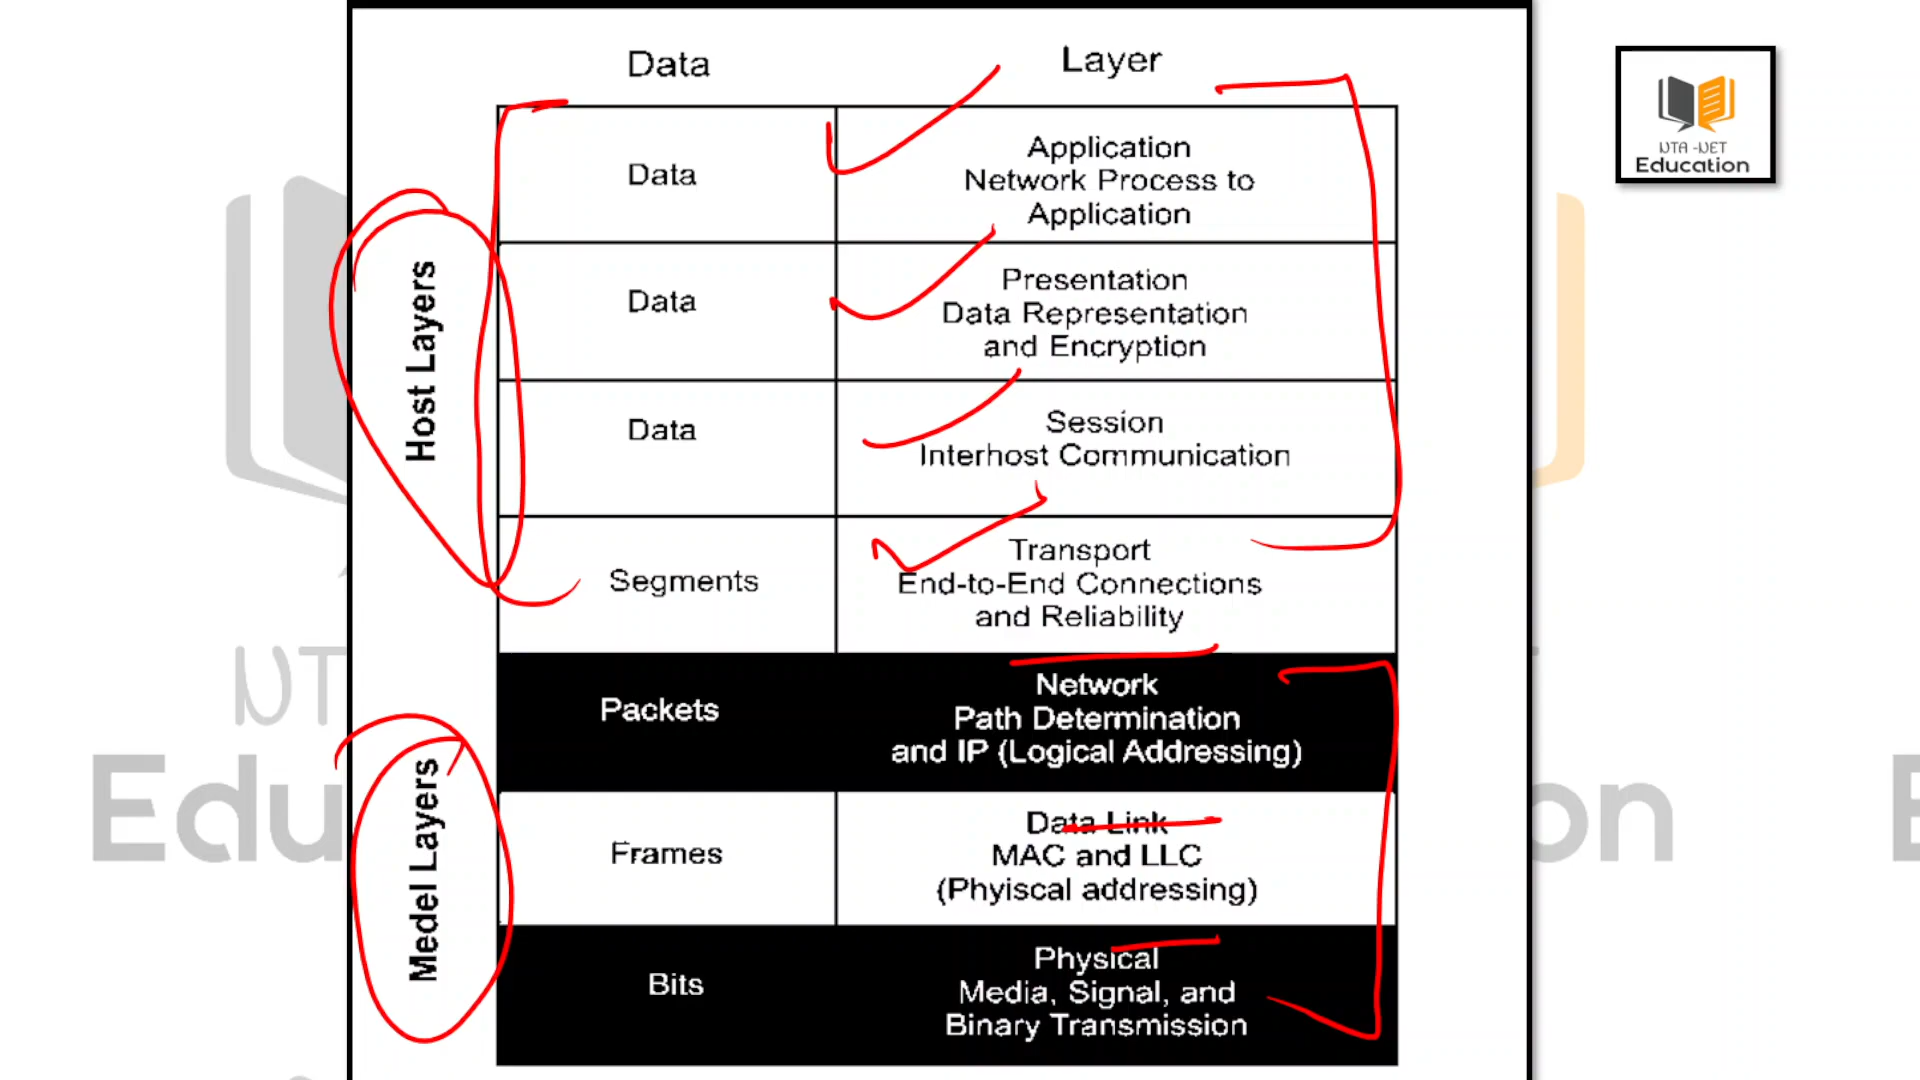 Data
Layer
Data
Application
Network Process to
Application
Data
Presentation
Data Representation
and Encryption
Data
Session
Interhost Communication
Segments
Transport
End-to-End Connections
and Reliability
Host Layers
Packets
Network
Path Determination
and IP (Logical Addressing)
Frames
Data Link
MAC and LLC
(Phyiscal addressing)
Bits
Physical
Media, Signal, and
Binary Transmission
Medel Layers
NTA -NET
Education